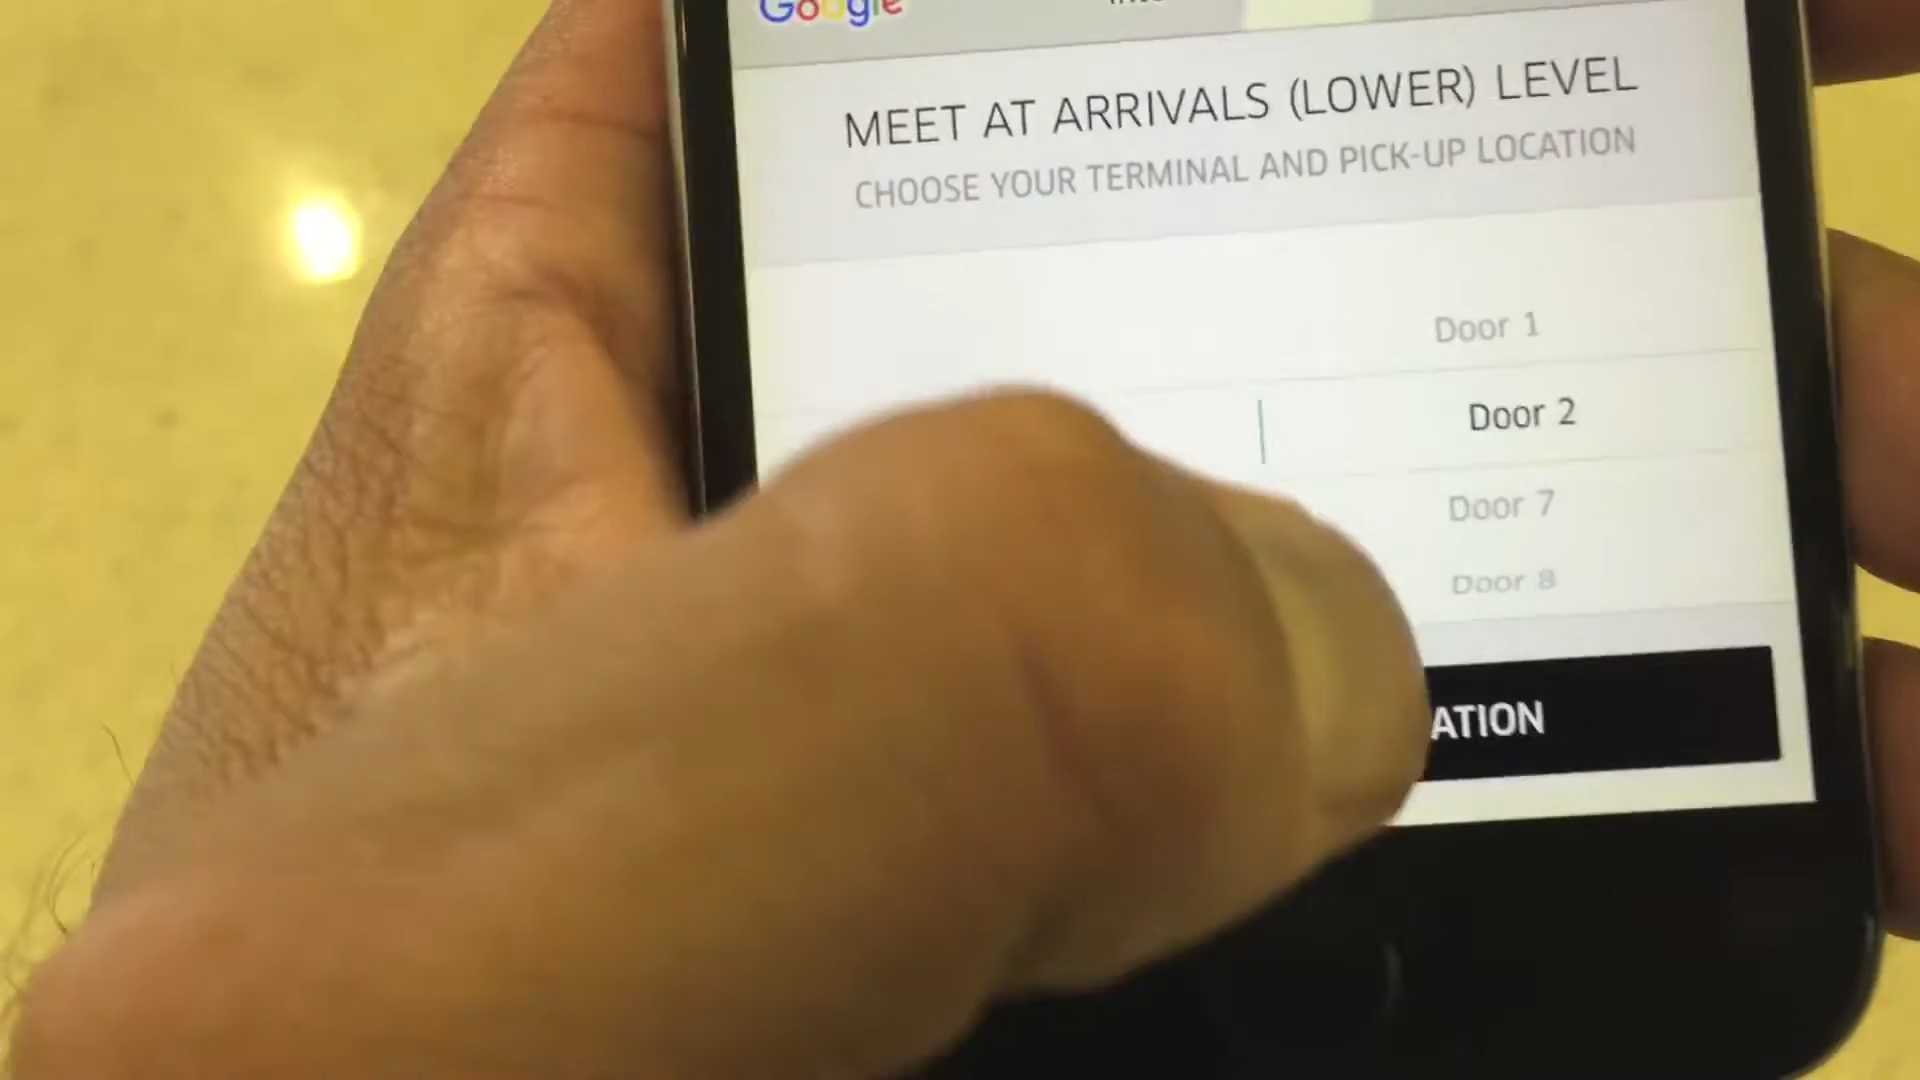 Google
MEET AT ARRIVALS (LOWER) LEVEL
CHOOSE YOUR TERMINAL AND PICK-UP LOCATION
Door 1
Door 2
Door 7
Door 8
ATION